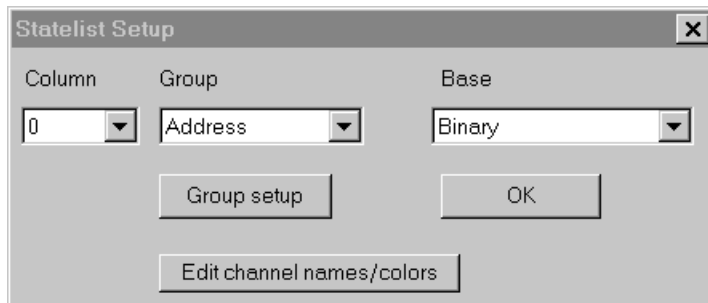 Statelist Setup
Column Group Base
0 Address Binary
Group setup OK
Edit channel names/colors